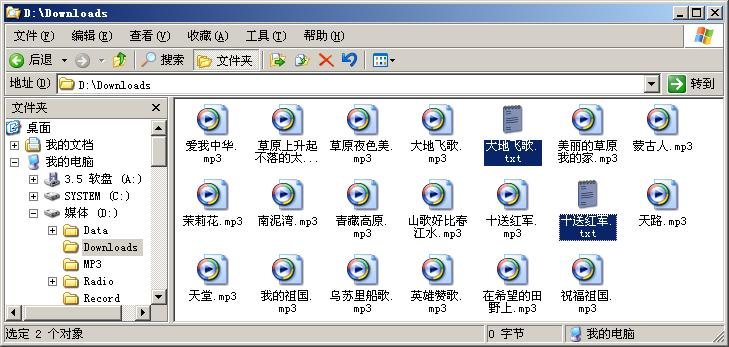 D:\Downloads
文件(F) 编辑(E) 查看(V) 收藏(A) 工具(T) 帮助(H)
后退 搜索 文件夹
地址(D) D:\Downloads 转到
文件夹
桌面
我的文档
我的电脑
3.5 软盘 (A:)
SYSTEM (C:)
媒体 (D:)
Data
Downloads
MP3
Radio
Record
爱我中华.
mp3
草原上升起
不落的太...
草原夜色美.
mp3
大地飞歌.
mp3
大地飞歌.
txt
美丽的草原
我的家.mp3
蒙古人.mp3
茉莉花.mp3
南泥湾.mp3
青藏高原.
mp3
山歌好比春
江水.mp3
十送红军.
mp3
十送红军.
txt
天路.mp3
天堂.mp3
我的祖国.
mp3
乌苏里船歌.
mp3
英雄赞歌.
mp3
在希望的田
野上.mp3
祝福祖国.
mp3
选定 2 个对象 0 字节 我的电脑